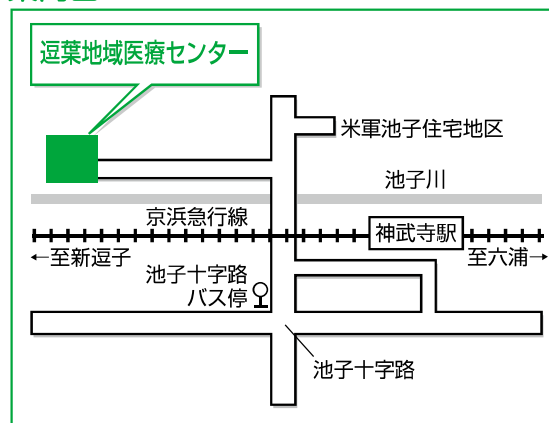 逗葉地域医療センター
米軍池子住宅地区
池子川
京浜急行線
神武寺駅
←至新逗子
至六浦→
池子十字路
バス停
池子十字路